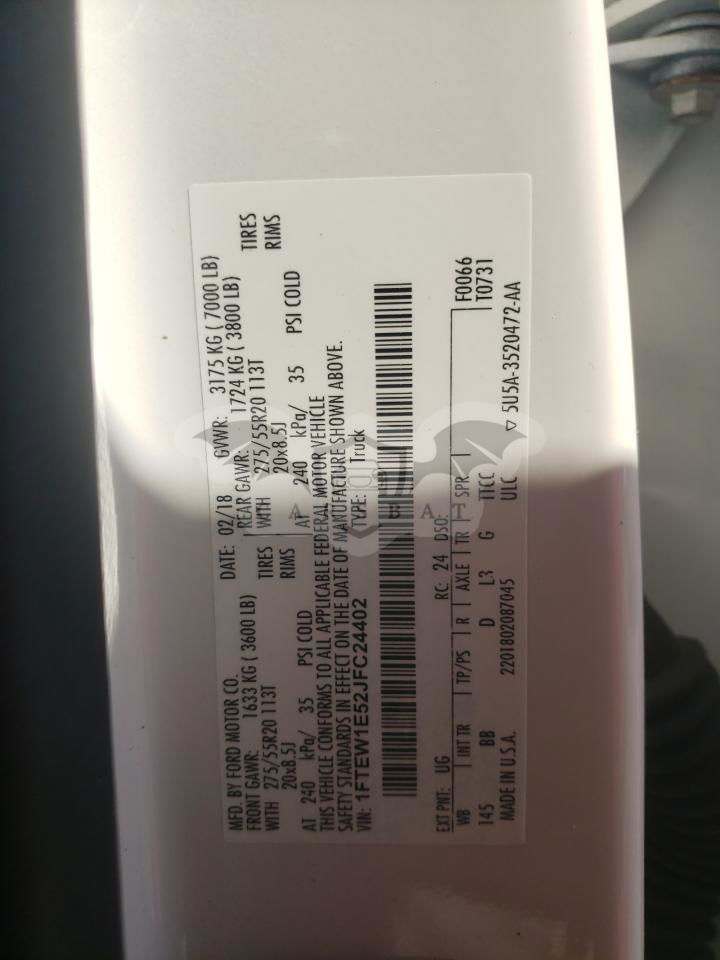 MFD. BY FORD MOTOR CO. DATE: 02/18 GVWR: 3175 KG ( 7000 LB)
FRONT GAWR: 1633 KG ( 3600 LB) REAR GAWR: 1724 KG ( 3800 LB)
WITH 275/55R20 113T TIRES WITH 275/55R20 113T TIRES
20x8.5J RIMS 20x8.5J RIMS
AT 240 kPa/ 35 PSI COLD AT 240 kPa/ 35 PSI COLD
THIS VEHICLE CONFORMS TO ALL APPLICABLE FEDERAL MOTOR VEHICLE
SAFETY STANDARDS IN EFFECT ON THE DATE OF MANUFACTURE SHOWN ABOVE.
VIN: 1FTEW1E52JFC24402 TYPE: Truck
EXT PNT: UG RC: 24 DSO: F0066
WB INT TR TP/PS R AXLE TR SPR T0731
145 BB D L3 G TTCC
MADE IN U.S.A. 2201802087045 ULC ▽ 5U5A-3520472-AA